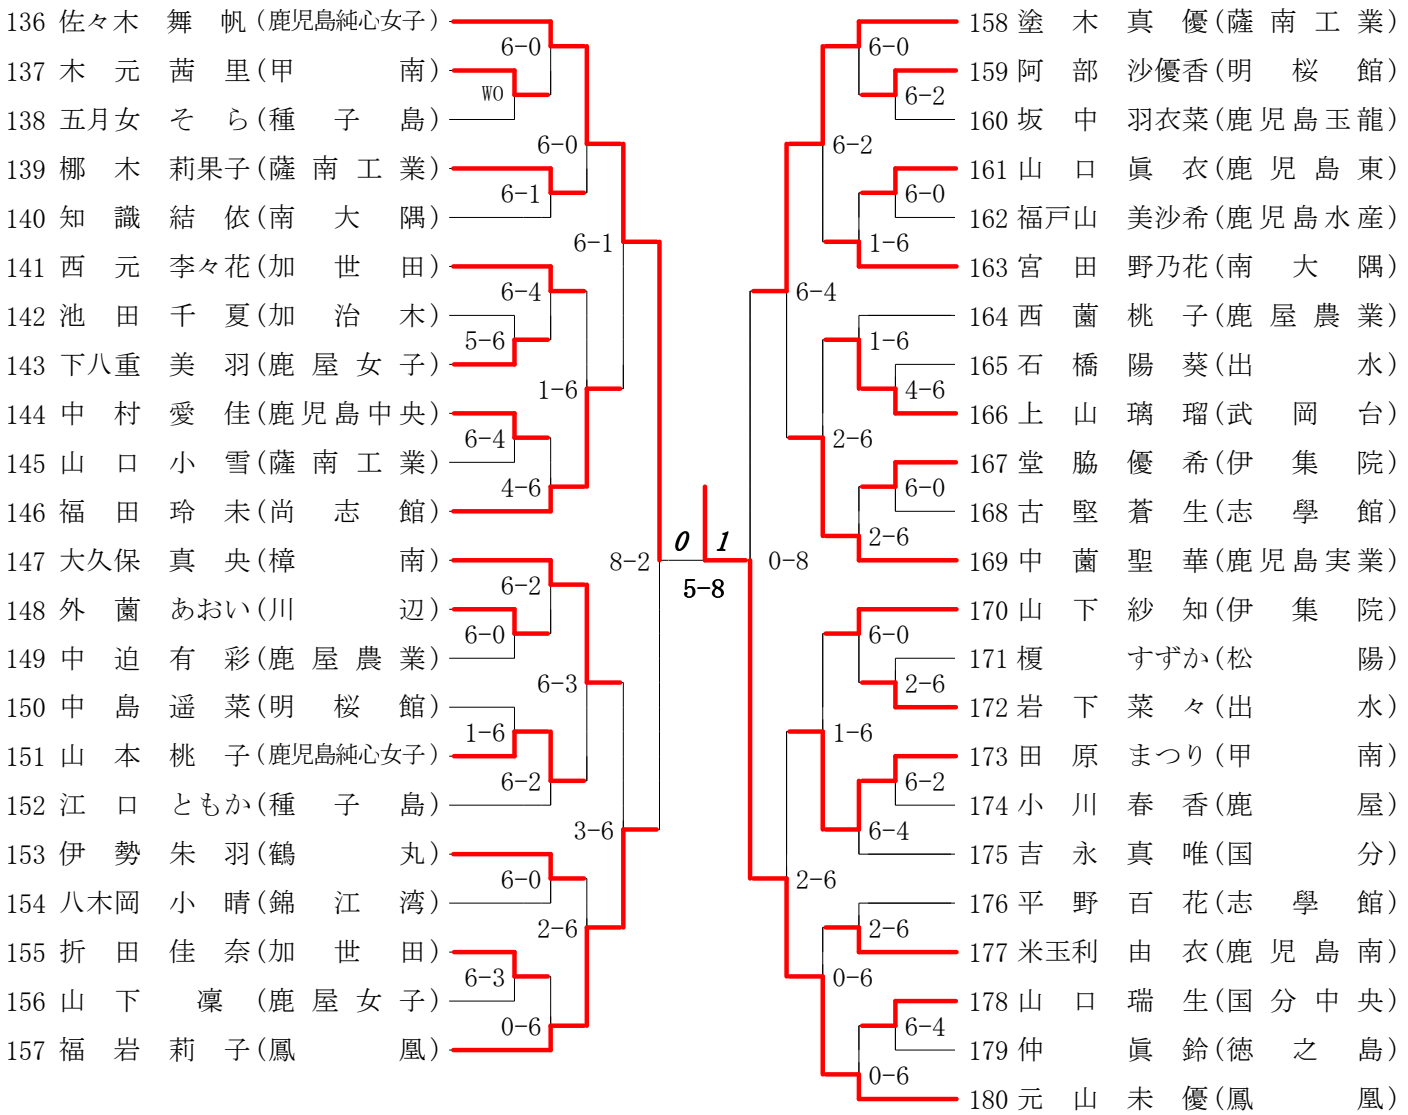 136 佐々木 舞 帆(鹿児島純心女子)
6-0
137 木 元 茜 里(甲 南)
WO
138 五月女 そ ら(種 子 島)
6-0
139 梛 木 莉果子(薩 南 工 業)
6-1
140 知 識 結 依(南 大 隅)
6-1
141 西 元 李々花(加 世 田)
6-4
142 池 田 千 夏(加 治 木)
5-6
143 下八重 美 羽(鹿 屋 女 子)
1-6
144 中 村 愛 佳(鹿児島中央)
6-4
145 山 口 小 雪(薩 南 工 業)
4-6
146 福 田 玲 未(尚 志 館)
8-2
147 大久保 真 央(樟 南)
6-2
148 外 薗 あおい(川 辺)
6-0
149 中 迫 有 彩(鹿 屋 農 業)
6-3
150 中 島 遥 菜(明 桜 館)
1-6
151 山 本 桃 子(鹿児島純心女子)
6-2
152 江 口 ともか(種 子 島)
3-6
153 伊 勢 朱 羽(鶴 丸)
6-0
154 八木岡 小 晴(錦 江 湾)
2-6
155 折 田 佳 奈(加 世 田)
6-3
156 山 下 凜 (鹿 屋 女 子)
0-6
157 福 岩 莉 子(鳳 凰)
0 1
5-8
158 塗 木 真 優(薩 南 工 業)
6-0
159 阿 部 沙優香(明 桜 館)
6-2
160 坂 中 羽衣菜(鹿児島玉龍)
6-2
161 山 口 眞 衣(鹿 児 島 東)
6-0
162 福戸山 美沙希(鹿児島水産)
1-6
163 宮 田 野乃花(南 大 隅)
6-4
164 西 薗 桃 子(鹿 屋 農 業)
1-6
165 石 橋 陽 葵(出 水)
4-6
166 上 山 璃 瑠(武 岡 台)
2-6
167 堂 脇 優 希(伊 集 院)
6-0
168 古 堅 蒼 生(志 學 館)
2-6
169 中 薗 聖 華(鹿児島実業)
0-8
170 山 下 紗 知(伊 集 院)
6-0
171 榎 すずか(松 陽)
2-6
172 岩 下 菜 々(出 水)
1-6
173 田 原 まつり(甲 南)
6-2
174 小 川 春 香(鹿 屋)
6-4
175 吉 永 真 唯(国 分)
2-6
176 平 野 百 花(志 學 館)
2-6
177 米玉利 由 衣(鹿 児 島 南)
0-6
178 山 口 瑞 生(国 分 中 央)
6-4
179 仲 眞 鈴(徳 之 島)
0-6
180 元 山 未 優(鳳 凰)